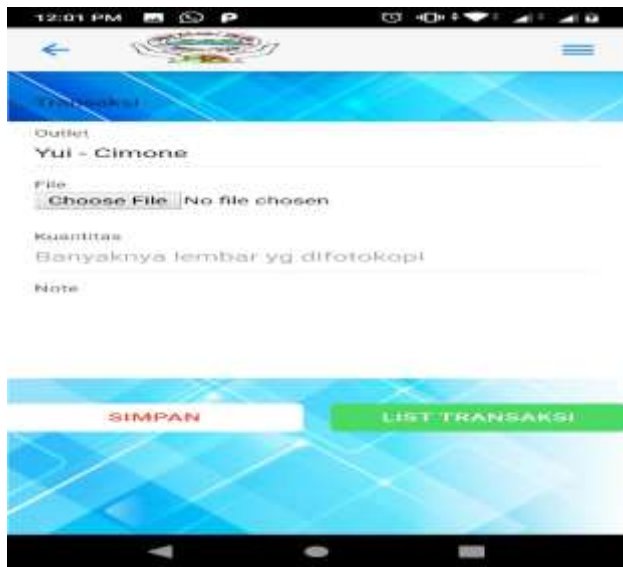 12:01 PM
Transaksi
Outlet
Yui - Cimone
File
Choose File No file chosen
Kuantitas
Banyaknya lembar yg difotokopi
Note
SIMPAN
LIST TRANSAKSI